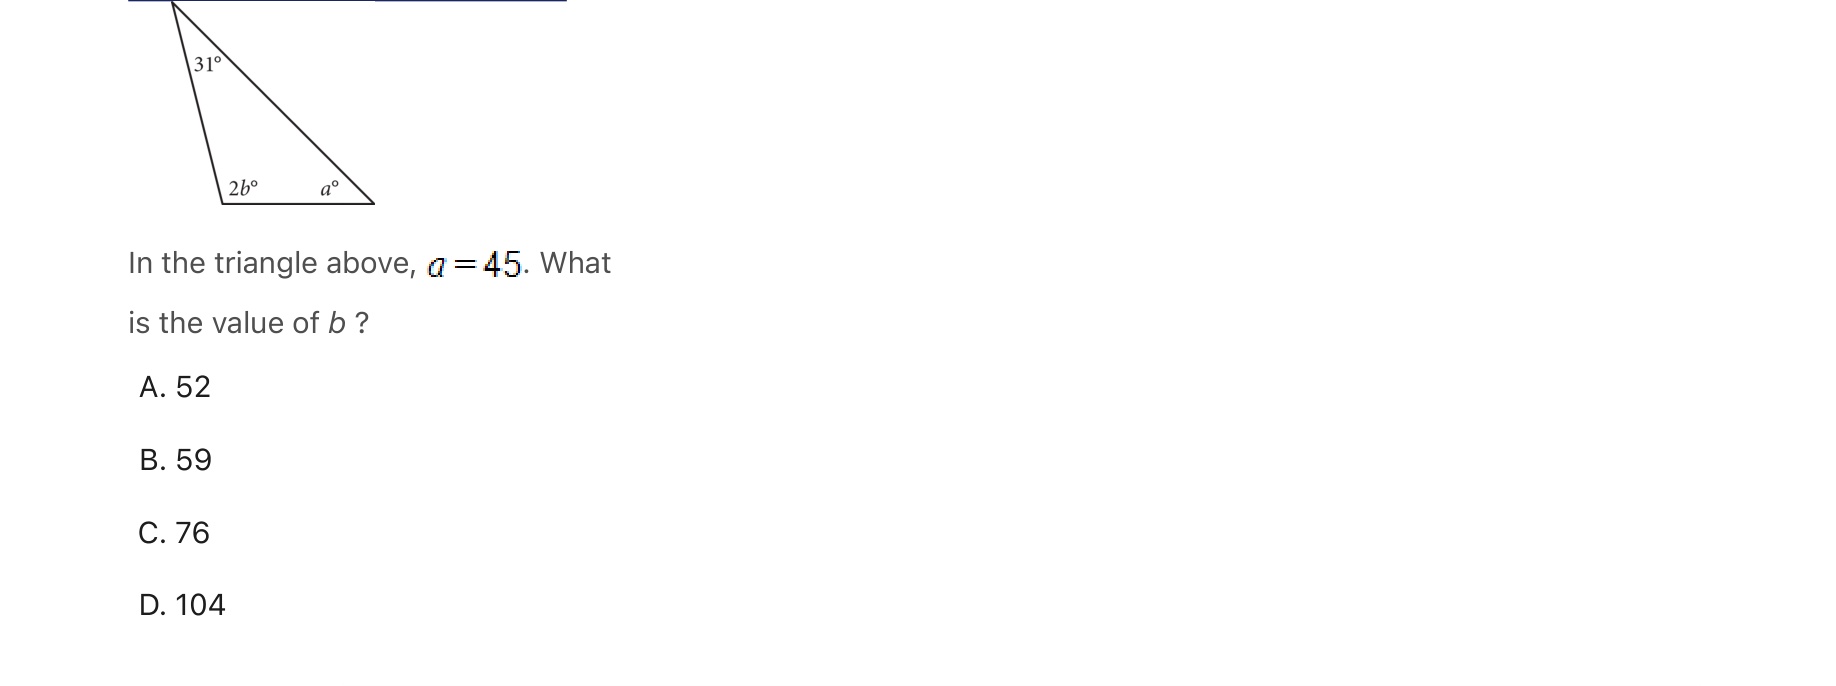 31°
2b° a°
In the triangle above, a = 45. What
is the value of b ?
A. 52
B. 59
C. 76
D. 104